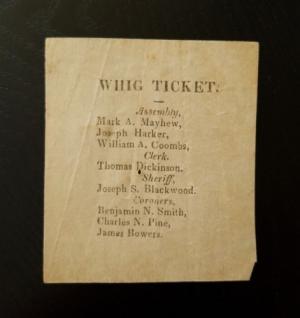 WHIG TICKET.
Assembly,
Mark A. Mayhew,
Joseph Harker,
William A. Coombs,
Clerk.
Thomas Dickinson.
Sheriff,
Joseph S. Blackwood.
Coroners,
Benjamin N. Smith,
Charles N. Pine,
James Bowers.